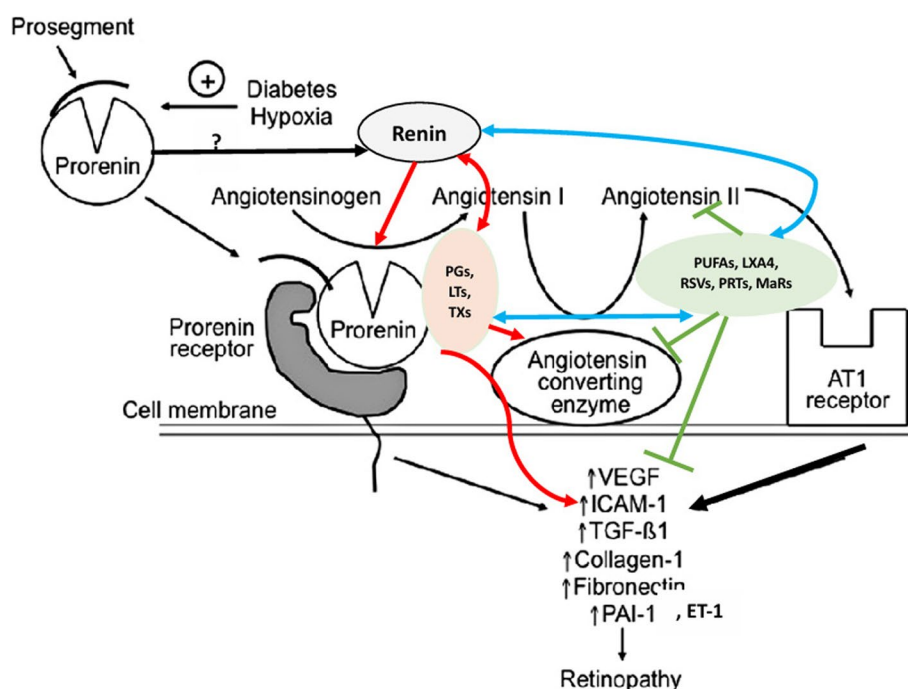 Prosegment
+
Diabetes
Hypoxia
Prorenin
?
Renin
Angiotensinogen
Angiotensin I
Angiotensin II
PUFAs, LXA4,
RSVs, PRTs, MaRs
PGs,
LTs,
TXs
Prorenin
Prorenin
receptor
Angiotensin
converting
enzyme
AT1
receptor
Cell membrane
↑VEGF
↑ICAM-1
↑TGF-ß1
↑Collagen-1
↑Fibronectin
↑PAI-1 , ET-1
Retinopathy